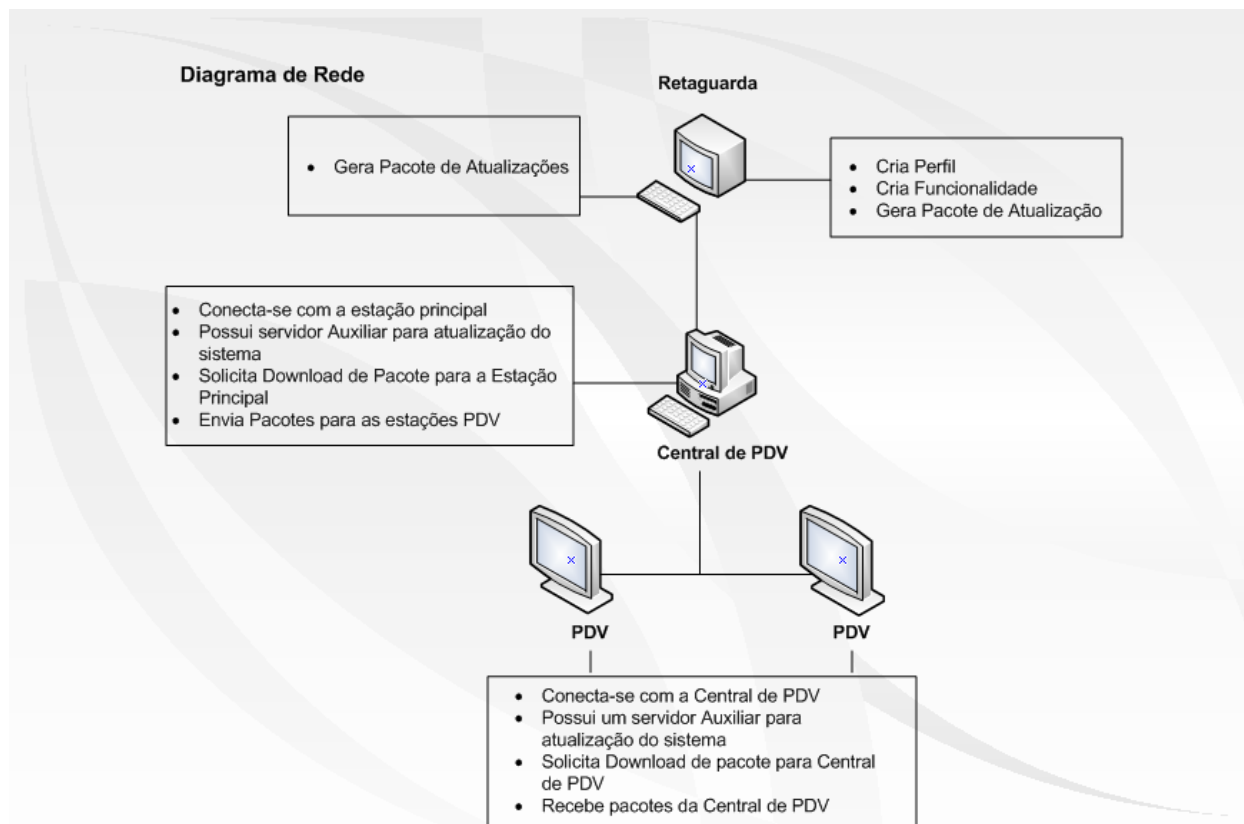 Diagrama de Rede
Retaguarda
• Gera Pacote de Atualizações
• Cria Perfil
• Cria Funcionalidade
• Gera Pacote de Atualização
• Conecta-se com a estação principal
• Possui servidor Auxiliar para atualização do
sistema
• Solicita Download de Pacote para a Estação
Principal
• Envia Pacotes para as estações PDV
Central de PDV
PDV
PDV
• Conecta-se com a Central de PDV
• Possui um servidor Auxiliar para
atualização do sistema
• Solicita Download de pacote para Central
de PDV
• Recebe pacotes da Central de PDV